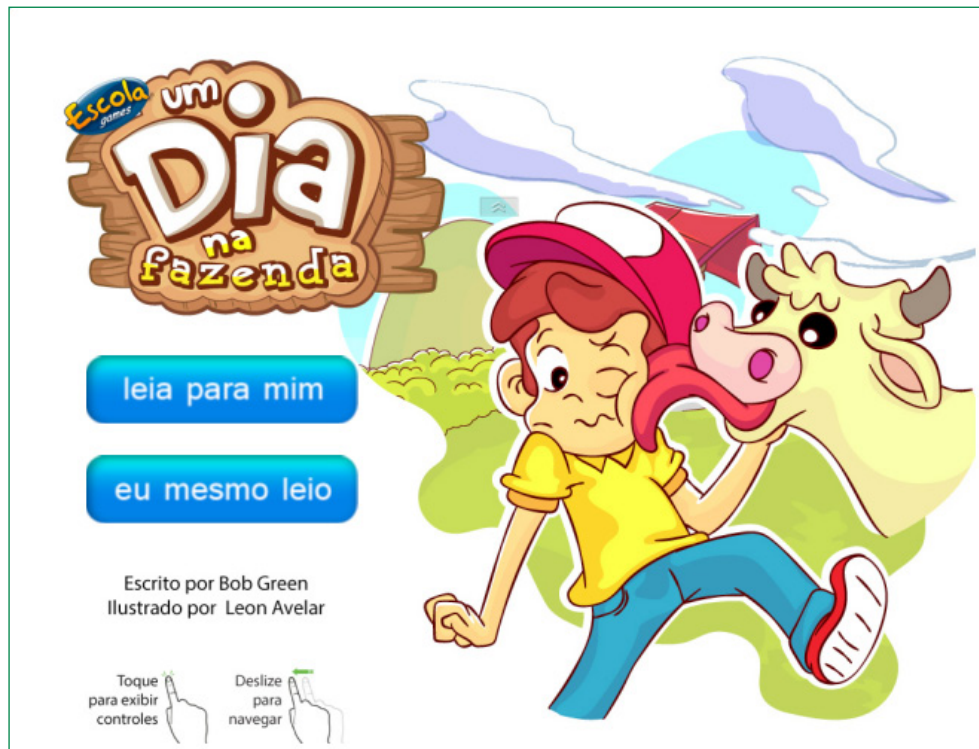 Escola
games
um
Dia
na
fazenda
leia para mim
eu mesmo leio
Escrito por Bob Green
Ilustrado por Leon Avelar
Toque
para exibir
controles
Deslize
para
navegar